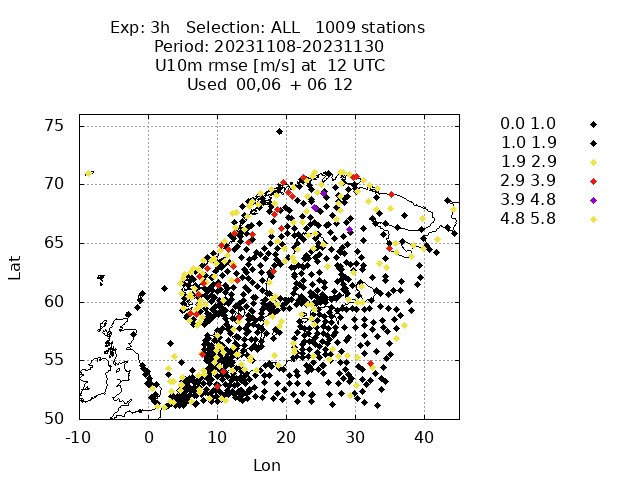 Exp: 3h   Selection: ALL   1009 stations
Period: 20231108-20231130
U10m rmse [m/s] at  12 UTC
Used  00,06  + 06 12
0.0 1.0
1.0 1.9
1.9 2.9
2.9 3.9
3.9 4.8
4.8 5.8
75
70
65
60
55
50
Lat
-10 0 10 20 30 40
Lon